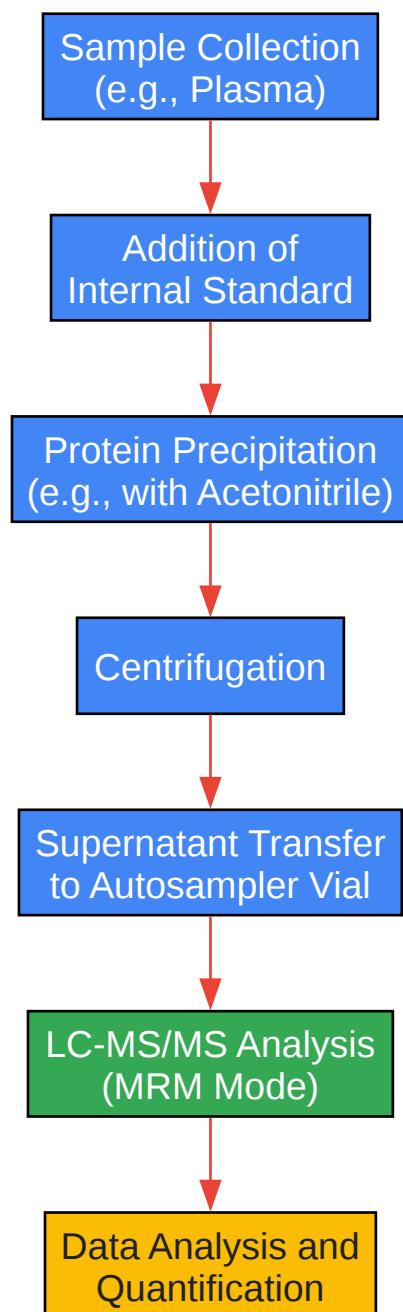 Sample Collection
(e.g., Plasma)
Addition of
Internal Standard
Protein Precipitation
(e.g., with Acetonitrile)
Centrifugation
Supernatant Transfer
to Autosampler Vial
LC-MS/MS Analysis
(MRM Mode)
Data Analysis and
Quantification